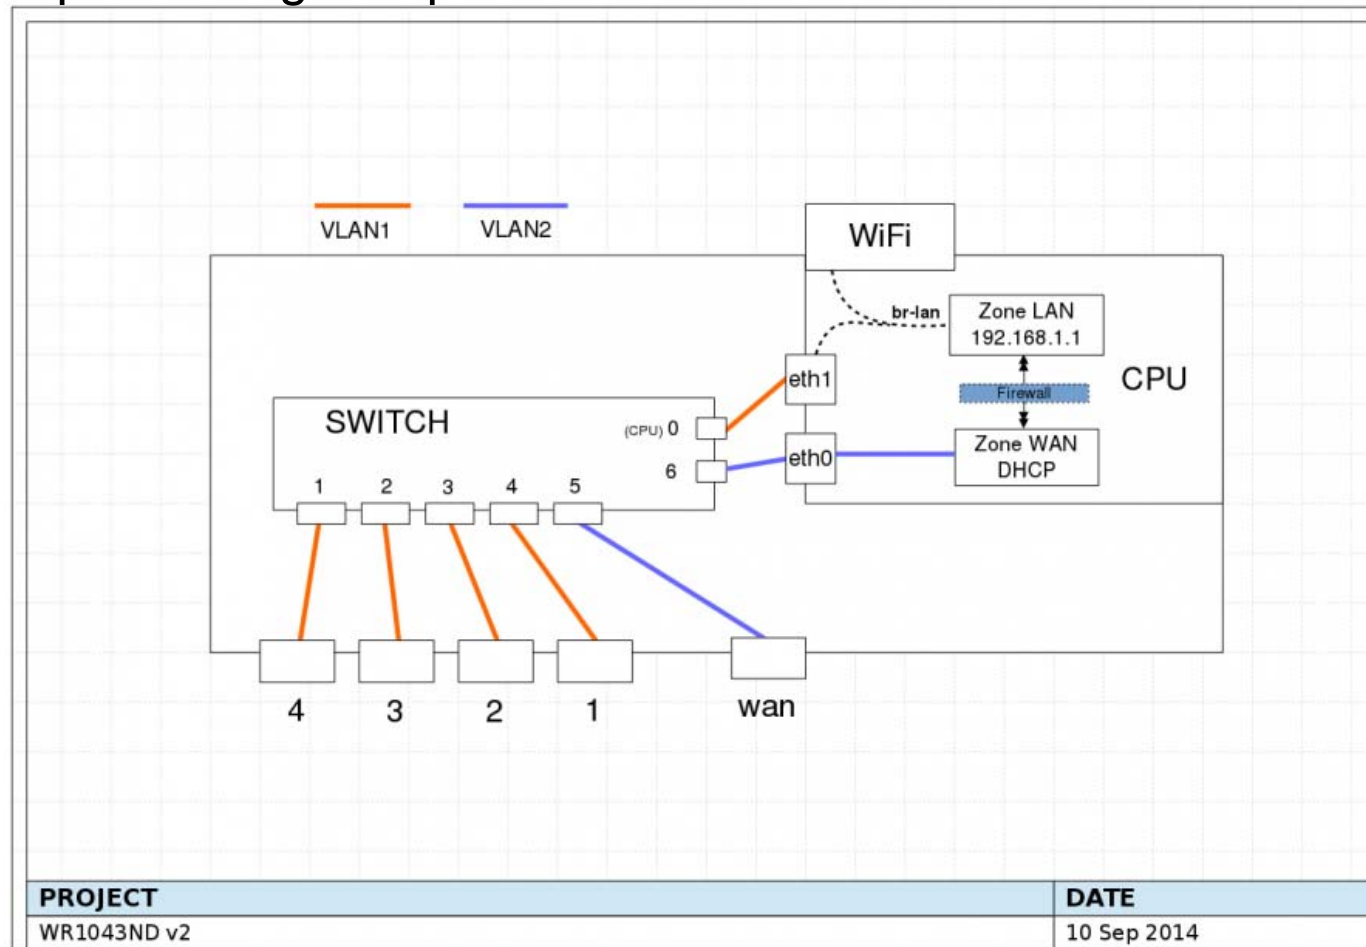 VLAN1
VLAN2
WiFi
br-lan
Zone LAN
192.168.1.1
eth1
CPU
Firewall
SWITCH
(CPU) 0
Zone WAN
DHCP
eth0
6
1
2
3
4
5
4
3
2
1
wan
PROJECT
DATE
WR1043ND v2
10 Sep 2014